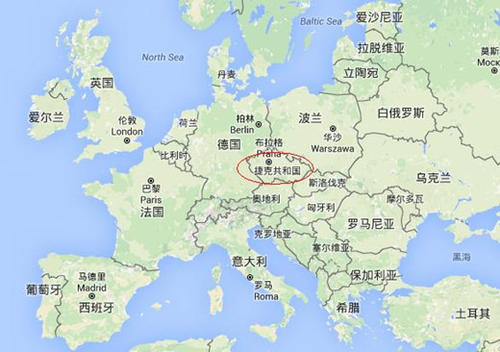 Baltic Sea
爱沙尼亚
拉脱维亚
莫斯
Мосн
North Sea
丹麦
立陶宛
英国
爱尔兰
伦敦
London
荷兰
柏林
Berlin
波兰
白俄罗斯
华沙
Warszawa
德国
比利时
布拉格
Praha
捷克共和国
乌克兰
斯洛伐克
巴黎
Paris
法国
奥地利
匈牙利
摩尔多瓦
罗马尼亚
克罗地亚
塞尔维亚
黑海
意大利
保加利亚
罗马
Roma
葡萄牙
马德里
Madrid
西班牙
希腊
土耳其